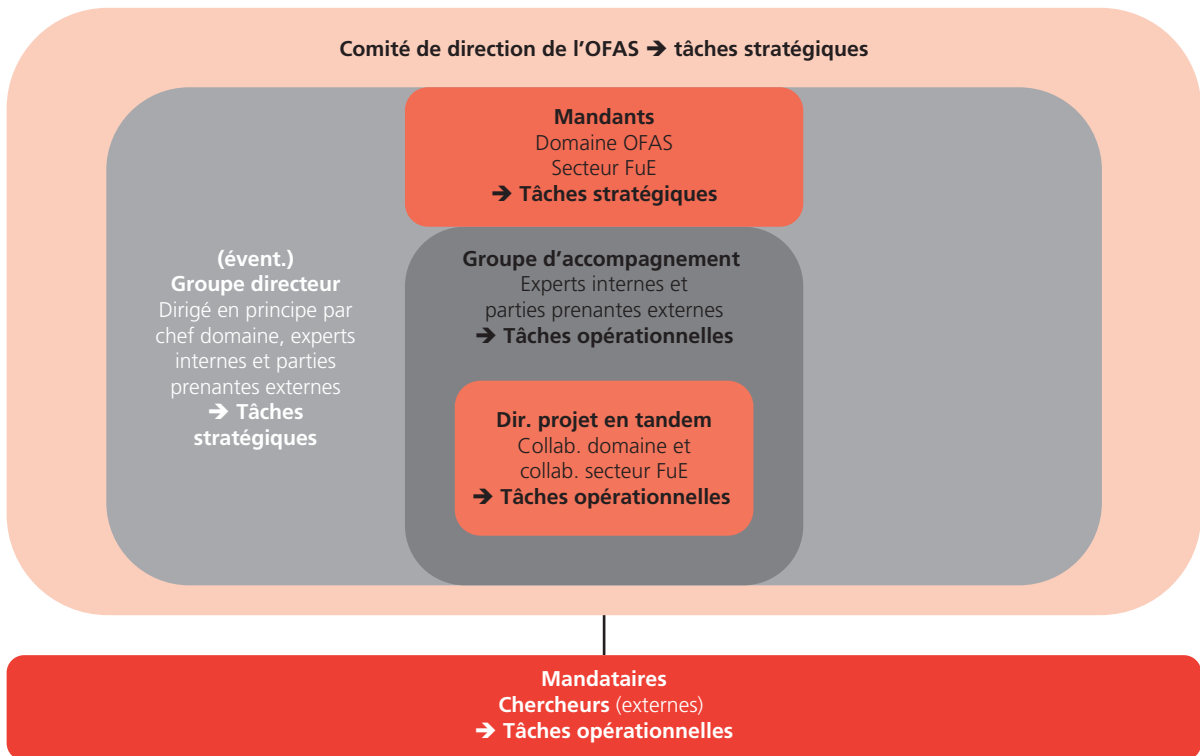 Comité de direction de l’OFAS ➔ tâches stratégiques
Mandants
Domaine OFAS
Secteur FuE
➔ Tâches stratégiques
(évent.)
Groupe directeur
Dirigé en principe par
chef domaine, experts
internes et parties
prenantes externes
➔ Tâches
stratégiques
Groupe d’accompagnement
Experts internes et
parties prenantes externes
➔ Tâches opérationnelles
Dir. projet en tandem
Collab. domaine et
collab. secteur FuE
➔ Tâches opérationnelles
Mandataires
Chercheurs (externes)
➔ Tâches opérationnelles